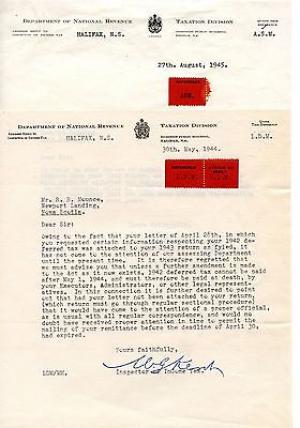 DEPARTMENT OF NATIONAL REVENUE
TAXATION DIVISION
HALIFAX, N.S.
A.S.M.
27th. August, 1945.
DEPARTMENT OF NATIONAL REVENUE
TAXATION DIVISION
HALIFAX, N.S.
I.D.M.
30th. May, 1944.
Mr. S. B.
Newport Landing,
Dear Sir:
Owing to the fact that your letter of April 28th, in which
you requested certain information respecting your 1942 de-
ferred tax was attached to your 1943 return as filed, it
has not come to the attention of our assessing Department
until the present time. It is therefore regretted that
we must advise you that unless a further amendment is made
to the Act as it now exists, 1942 deferred tax cannot be paid
after May 1, 1944, and must therefore be paid at death, by
your Executors, Administrators, or other legal represen-
tatives. In this connection it is further desired to point
out that had your letter not been attached to your return,
(which return must go through regular sectional procedure)
that it would have come to the attention of a proper official,
as is usual with all regular correspondence, and would no
doubt have received proper attention in time to permit the
mailing of your remittance before the deadline of April 30,
had expired.
Yours faithfully,
Inspector of Income Tax.